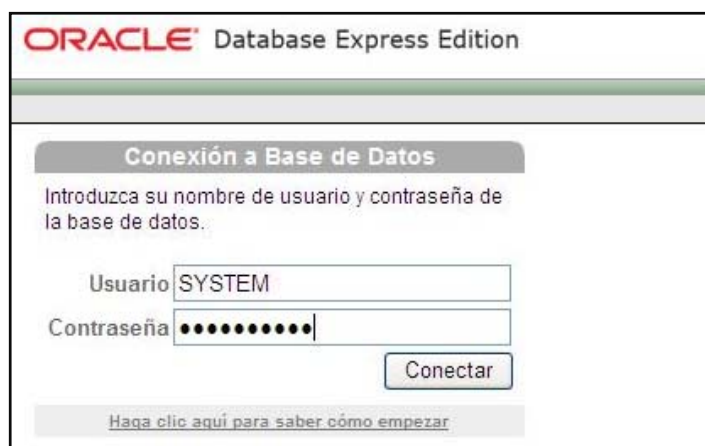 ORACLE Database Express Edition
Conexión a Base de Datos
Introduzca su nombre de usuario y contraseña de
la base de datos.
Usuario SYSTEM
Contraseña ●●●●●●●●●●
Conectar
Haga clic aquí para saber cómo empezar